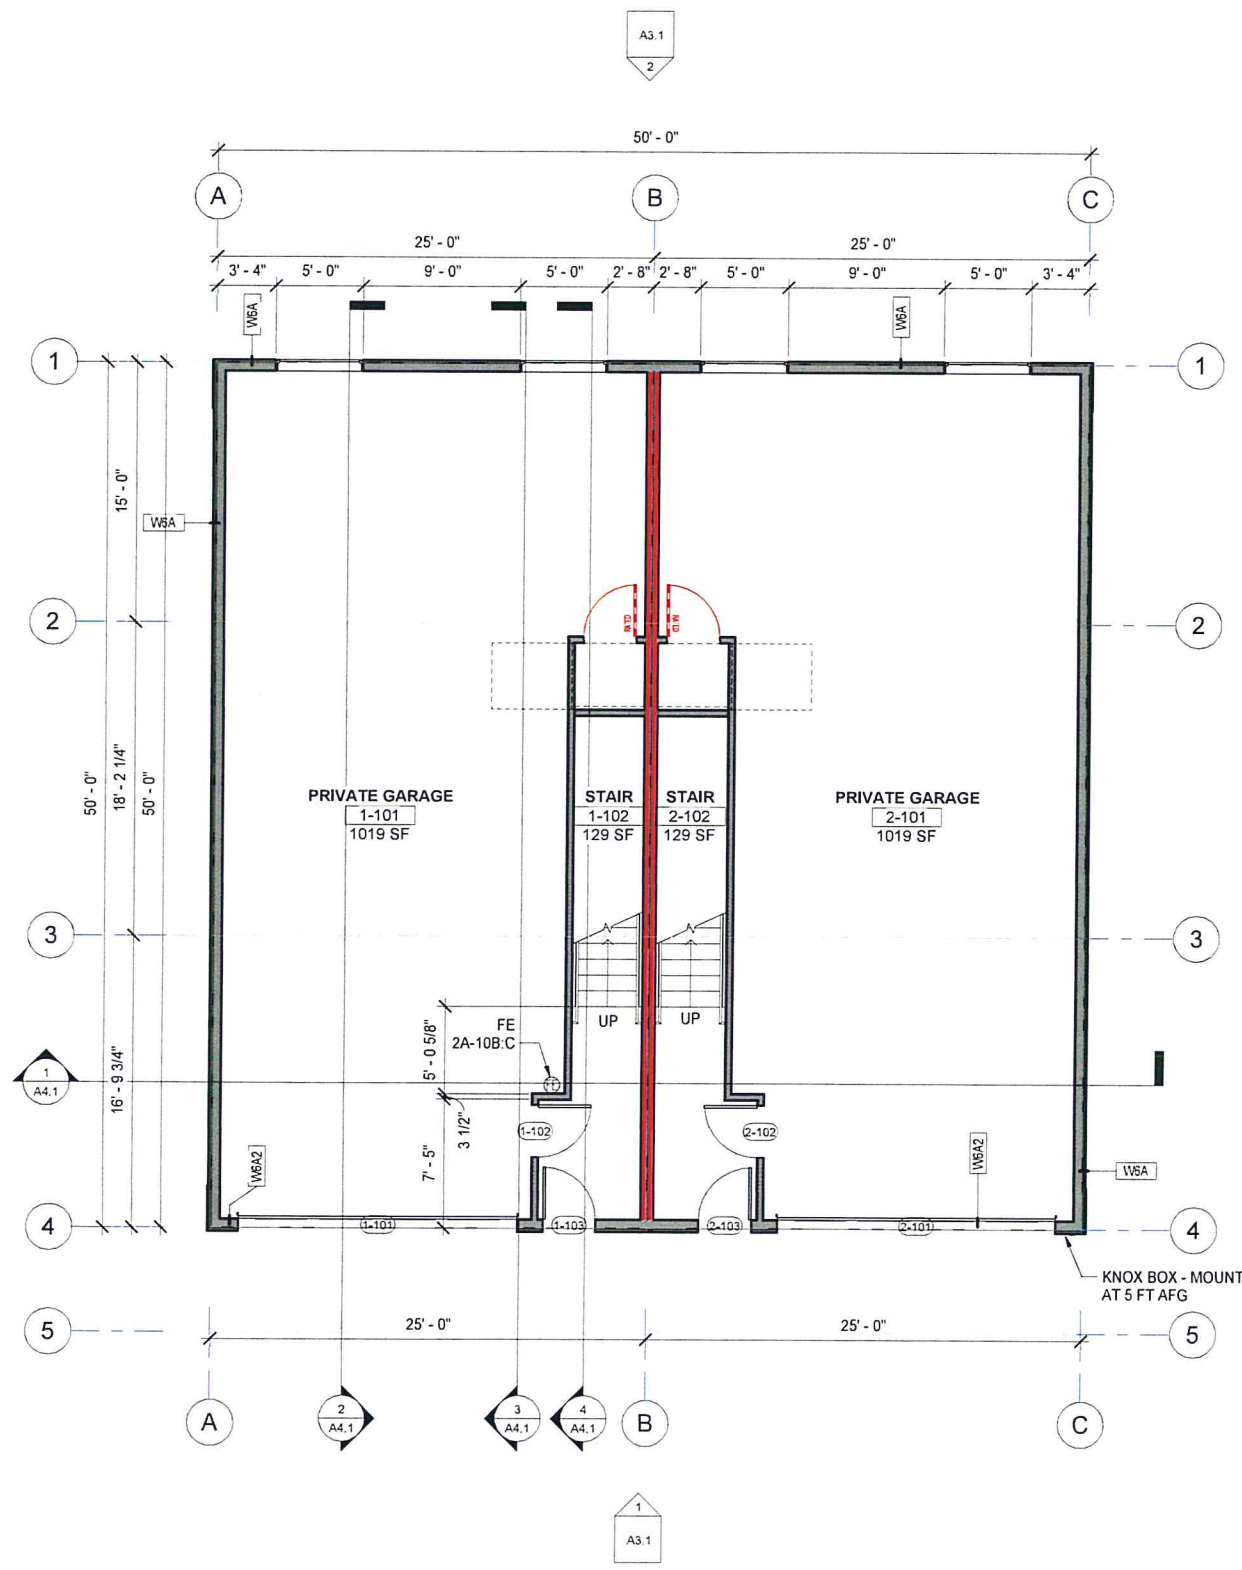 A3.1
2
50' - 0"
A
B
C
25' - 0"
25' - 0"
3' - 4"
5' - 0"
9' - 0"
5' - 0"
2' - 8"
2' - 8"
5' - 0"
9' - 0"
5' - 0"
3' - 4"
W6A
W6A
1
1
15' - 0"
W6A
2
2
50' - 0"
18' - 2 1/4"
50' - 0"
PRIVATE GARAGE
1-101
1019 SF
STAIR
1-102
129 SF
STAIR
2-102
129 SF
PRIVATE GARAGE
2-101
1019 SF
3
3
UP
UP
FE
2A-10B:C
5' - 0 5/8"
1
A4.1
16' - 9 3/4"
3 1/2"
7' - 5"
1-102
2-102
W6A2
W6A2
W6A
4
1-101
1-103
2-103
2-101
4
KNOX BOX - MOUNT
AT 5 FT AFG
5
25' - 0"
25' - 0"
5
A
2
A4.1
3
A4.1
4
A4.1
B
C
1
A3.1